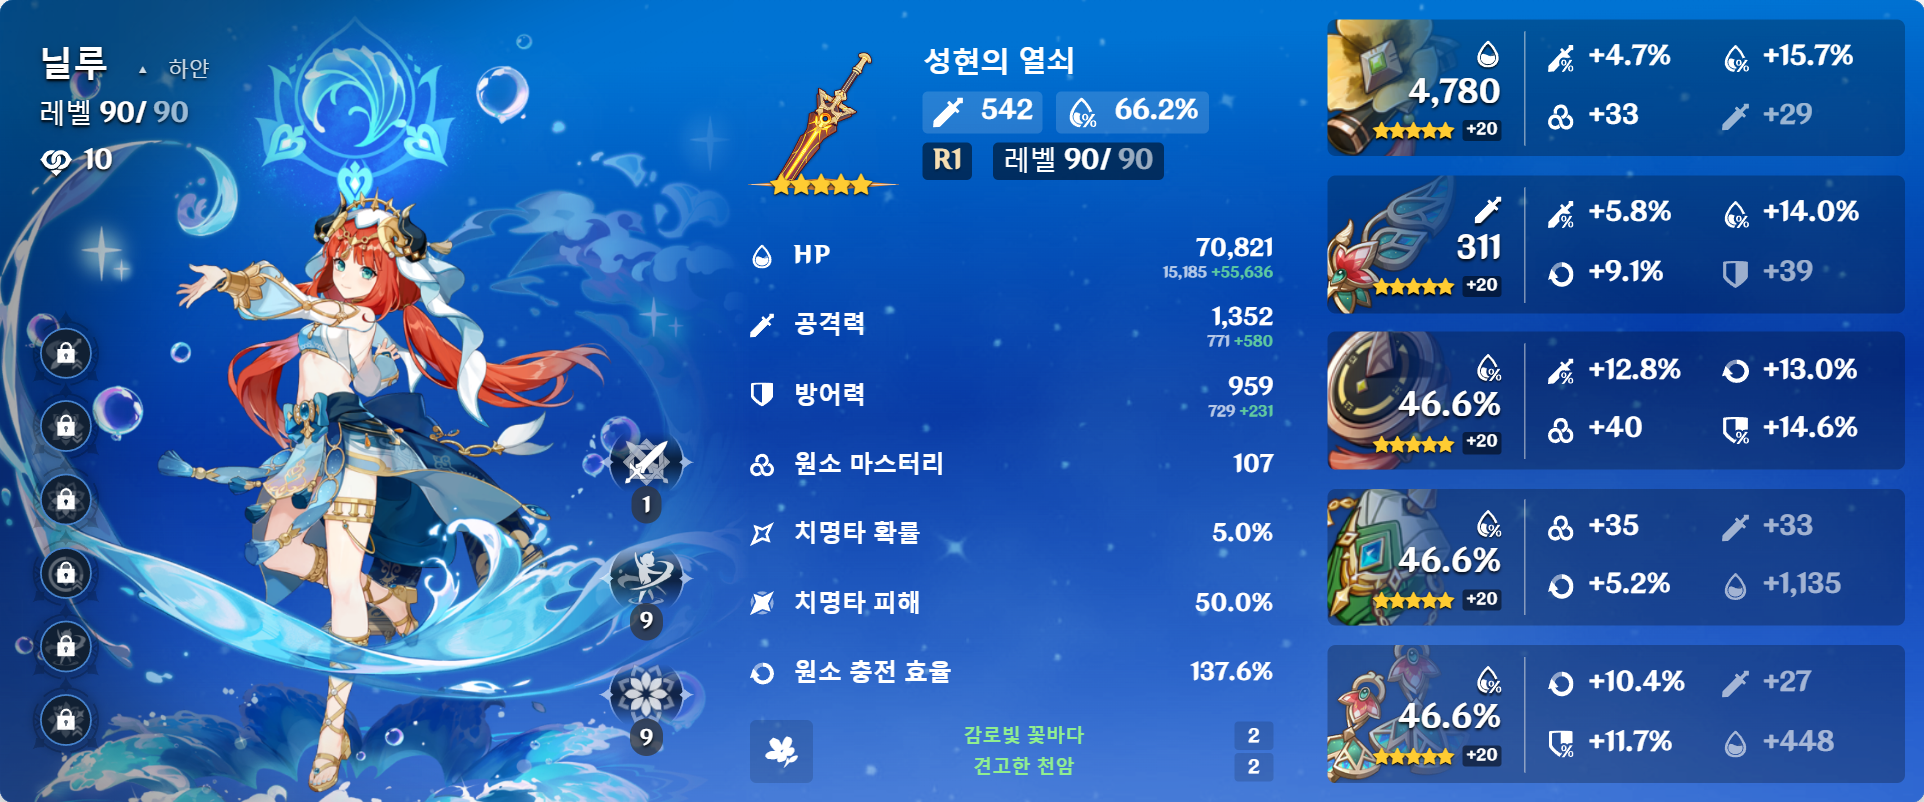 닐루 ▲ 하얀
레벨 90/ 90
10
1
9
9
성현의 열쇠
542 66.2%
R1 레벨 90/ 90
HP 70,821
15,185 +55,636
공격력 1,352
771 +580
방어력 959
729 +231
원소 마스터리 107
치명타 확률 5.0%
치명타 피해 50.0%
원소 충전 효율 137.6%
감로빛 꽃바다 2
견고한 천암 2
4,780
+20
+4.7% +15.7%
+33 +29
311
+20
+5.8% +14.0%
+9.1% +39
46.6%
+20
+12.8% +13.0%
+40 +14.6%
46.6%
+20
+35 +33
+5.2% +1,135
46.6%
+20
+10.4% +27
+11.7% +448